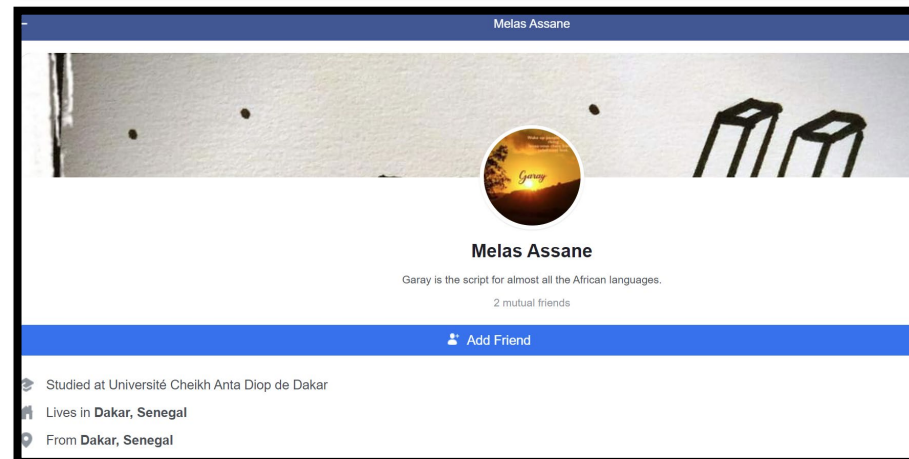 Melas Assane
Garay
Melas Assane
Garay is the script for almost all the African languages.
2 mutual friends
Add Friend
Studied at Université Cheikh Anta Diop de Dakar
Lives in Dakar, Senegal
From Dakar, Senegal